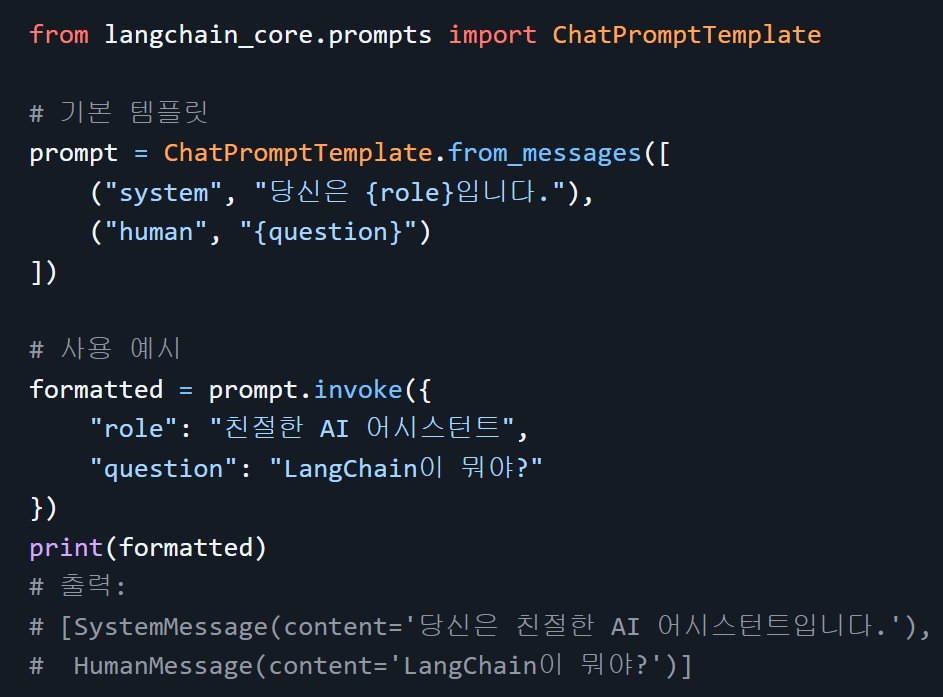 from langchain_core.prompts import ChatPromptTemplate

# 기본 템플릿
prompt = ChatPromptTemplate.from_messages([
    ("system", "당신은 {role}입니다."),
    ("human", "{question}")
])

# 사용 예시
formatted = prompt.invoke({
    "role": "친절한 AI 어시스턴트",
    "question": "LangChain이 뭐야?"
})
print(formatted)
# 출력:
# [SystemMessage(content='당신은 친절한 AI 어시스턴트입니다.'),
#  HumanMessage(content='LangChain이 뭐야?')]